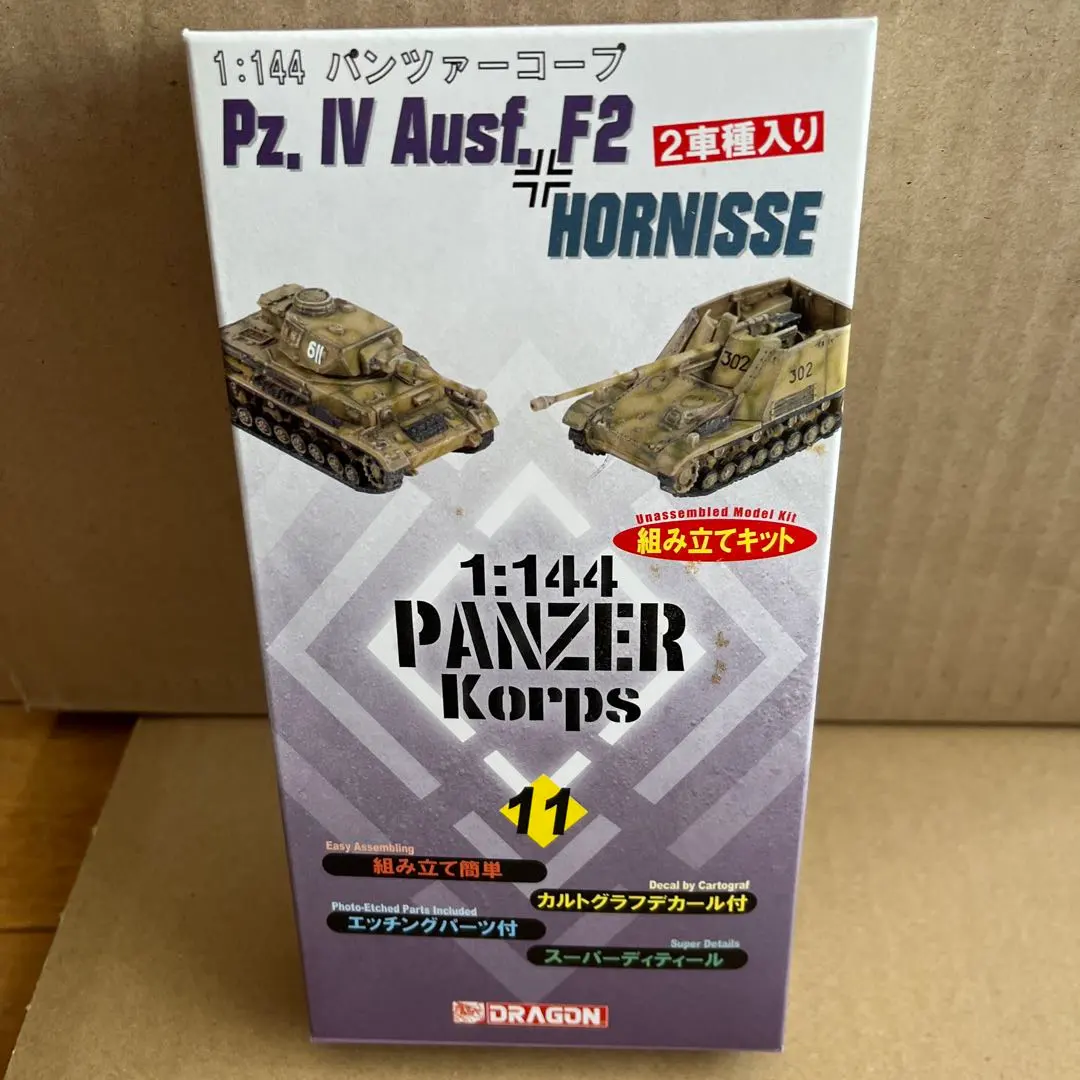 1:144 パンツァーコープ
Pz. IV Ausf. F2
2車種入り
HORNISSE
611
302
302
Unassembled Model Kit
組み立てキット
1:144
PANZER
Korps
11
Easy Assembling
組み立て簡単
Decal by Cartograf
カルトグラフデカール付
Photo-Etched Parts Included
エッチングパーツ付
Super Details
スーパーディティール
DRAGON